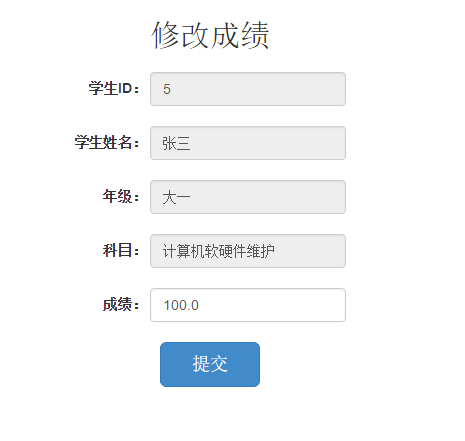 修改成绩
学生ID： 5
学生姓名： 张三
年级： 大一
科目： 计算机软硬件维护
成绩： 100.0
提交